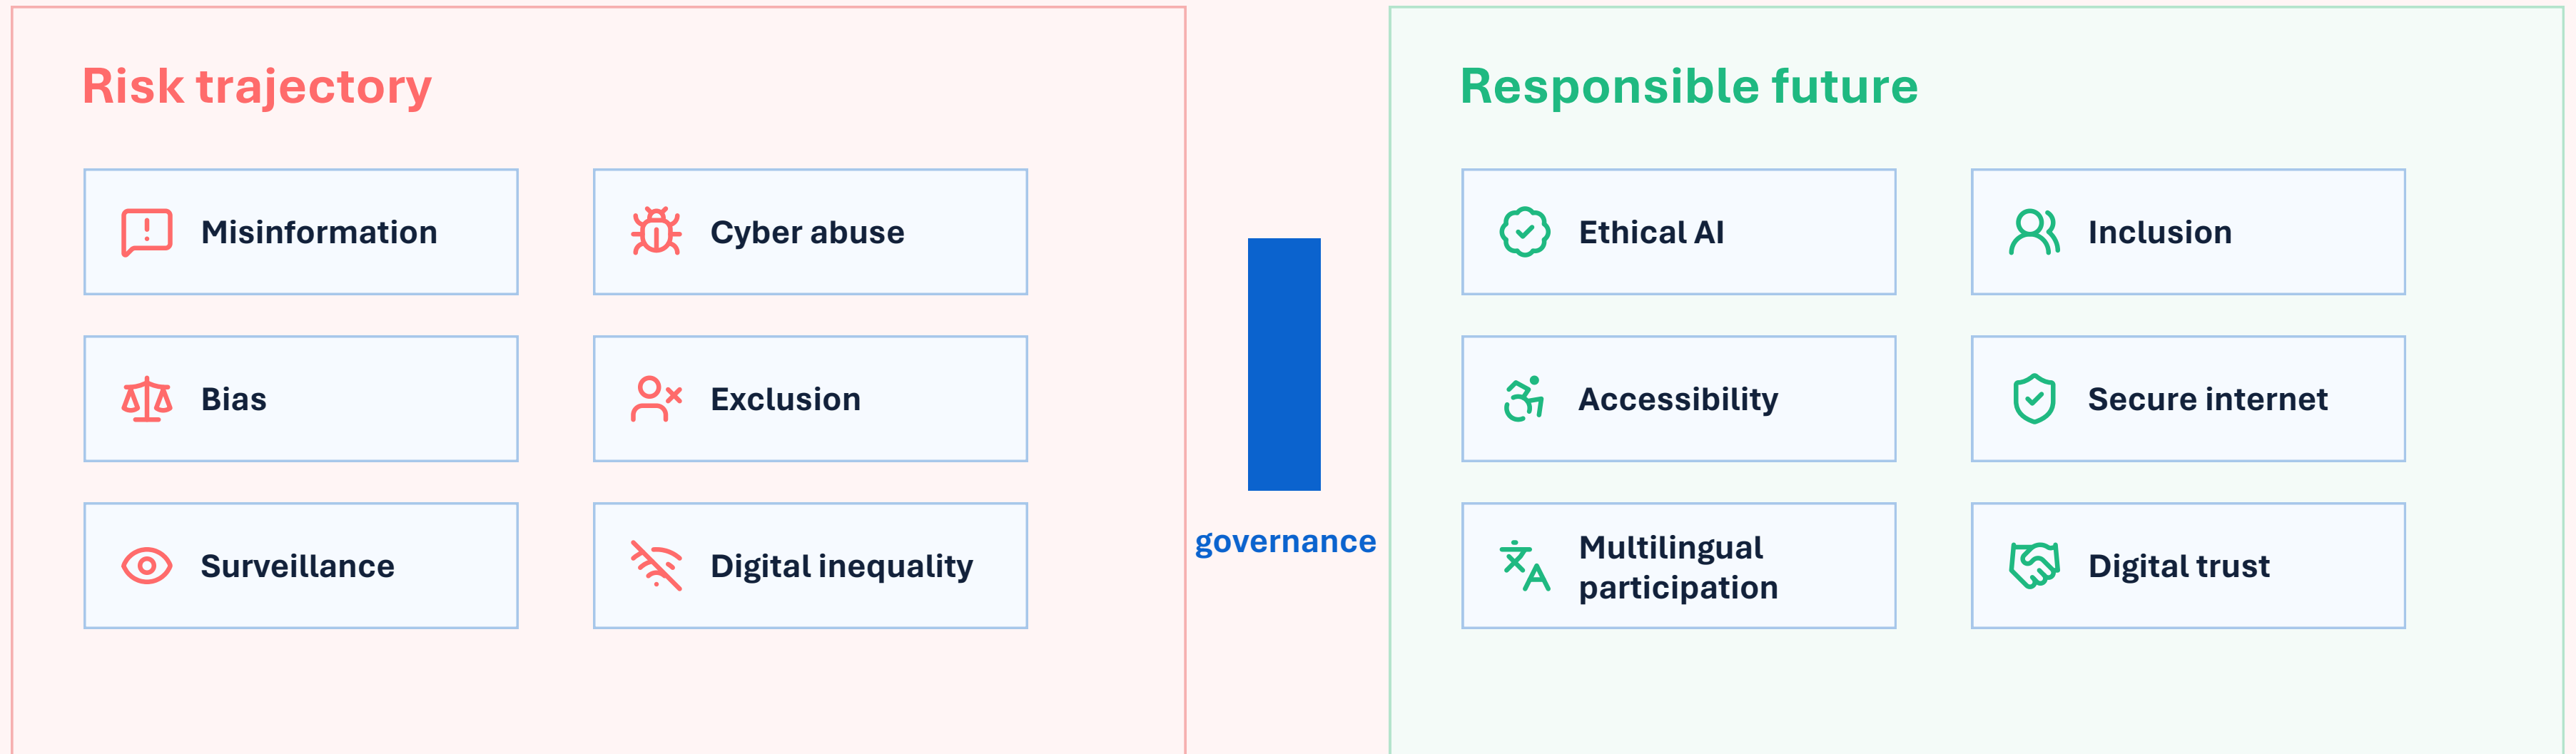 Risk trajectory
Misinformation
Cyber abuse
Bias
Exclusion
Surveillance
Digital inequality
governance
Responsible future
Ethical AI
Inclusion
Accessibility
Secure internet
Multilingual
participation
Digital trust